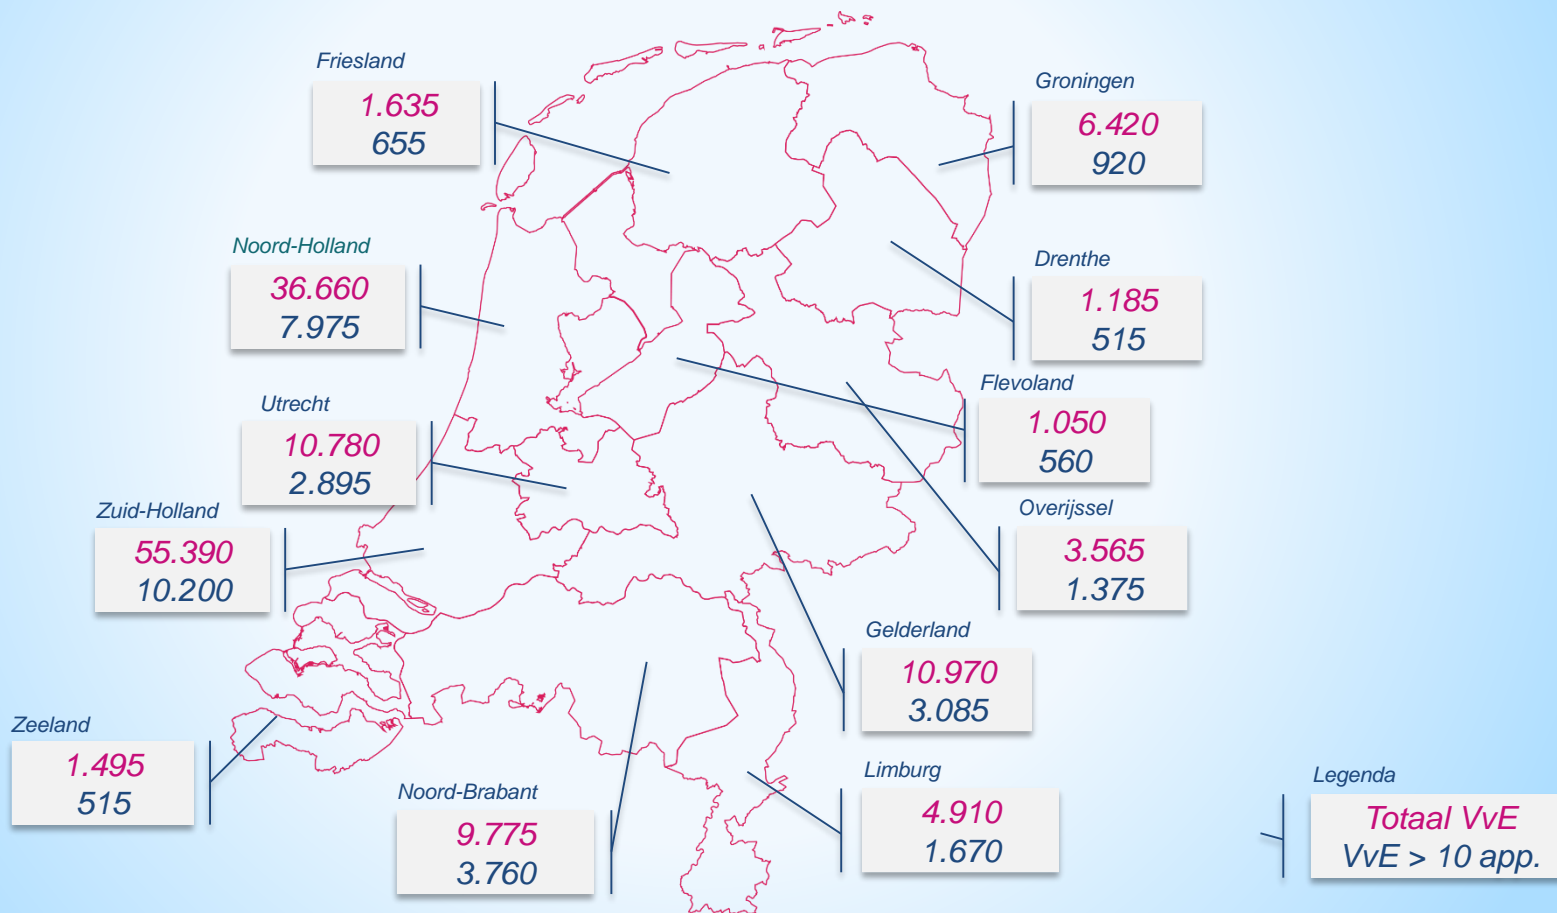 Friesland
1.635
655
Groningen
6.420
920
Noord-Holland
36.660
7.975
Drenthe
1.185
515
Utrecht
10.780
2.895
Flevoland
1.050
560
Zuid-Holland
55.390
10.200
Overijssel
3.565
1.375
Gelderland
10.970
3.085
Zeeland
1.495
515
Noord-Brabant
9.775
3.760
Limburg
4.910
1.670
Legenda
Totaal VvE
VvE > 10 app.